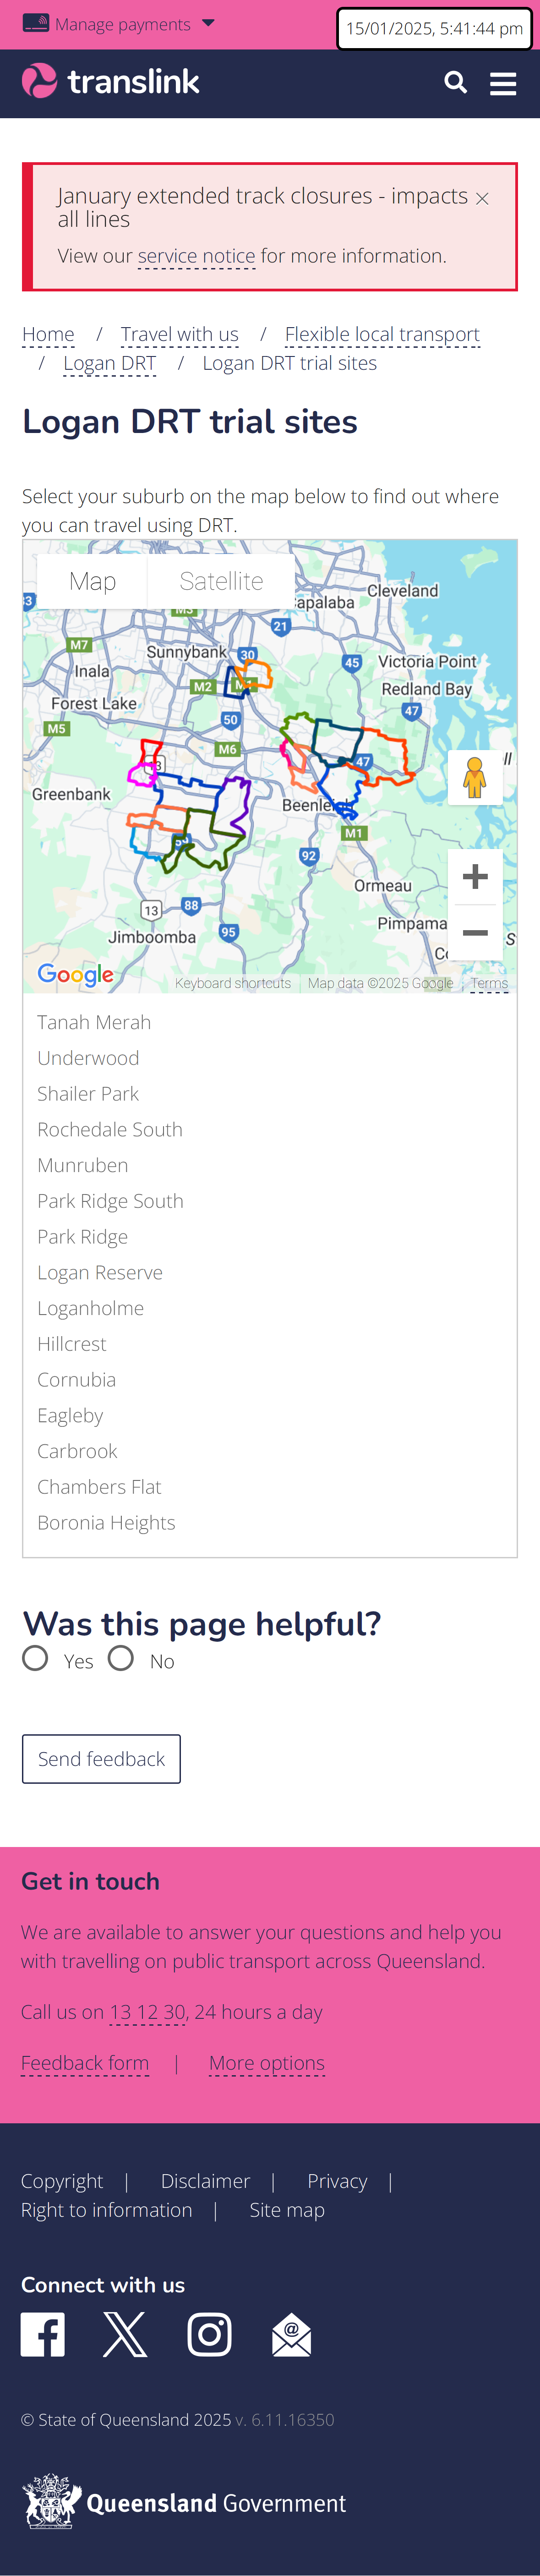 Manage payments
15/01/2025, 5:41:44 pm
translink
January extended track closures - impacts
all lines
View our service notice for more information.
Home / Travel with us / Flexible local transport
/ Logan DRT / Logan DRT trial sites
Logan DRT trial sites
Select your suburb on the map below to find out where
you can travel using DRT.
Map
Satellite
apalaba
Cleveland
M3
21
M7
Sunnybank
30
45
Victoria Point
Inala
M2
Redland Bay
Forest Lake
47
50
M5
M6
13
47
Greenbank
Beenleigh
M1
92
Ormeau
13
88
Pimpama
Jimboomba
95
Google
Keyboard shortcuts
Map data ©2025 Google
Terms
Tanah Merah
Underwood
Shailer Park
Rochedale South
Munruben
Park Ridge South
Park Ridge
Logan Reserve
Loganholme
Hillcrest
Cornubia
Eagleby
Carbrook
Chambers Flat
Boronia Heights
Was this page helpful?
Yes No
Send feedback
Get in touch
We are available to answer your questions and help you
with travelling on public transport across Queensland.
Call us on 13 12 30, 24 hours a day
Feedback form | More options
Copyright | Disclaimer | Privacy |
Right to information | Site map
Connect with us
© State of Queensland 2025 v. 6.11.16350
Queensland Government